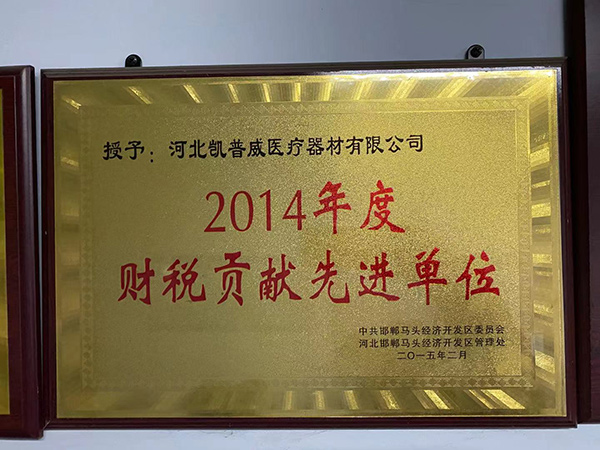 授予：河北凯普威医疗器材有限公司
2014年度
财税贡献先进单位
中共邯郸马头经济开发区委员会
河北邯郸马头经济开发区管理处
二〇一五年二月